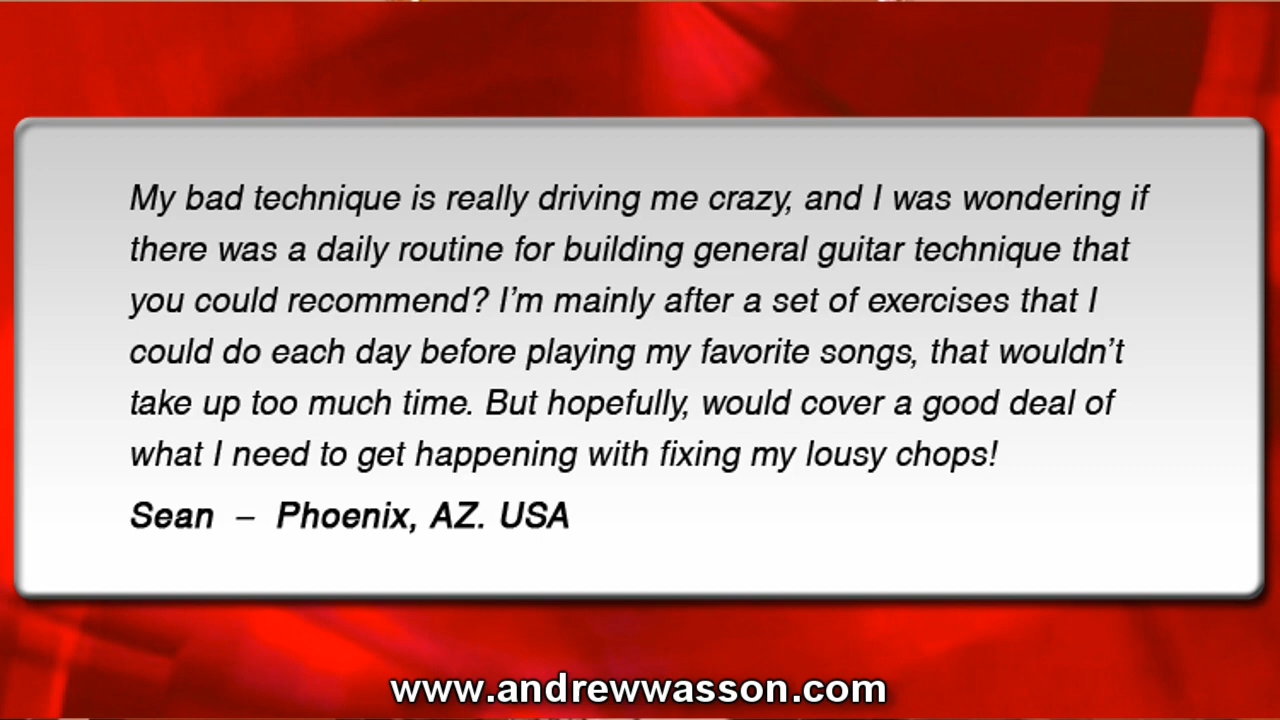 My bad technique is really driving me crazy, and I was wondering if
there was a daily routine for building general guitar technique that
you could recommend? I’m mainly after a set of exercises that I
could do each day before playing my favorite songs, that wouldn’t
take up too much time. But hopefully, would cover a good deal of
what I need to get happening with fixing my lousy chops!
Sean – Phoenix, AZ. USA
www.andrewwasson.com